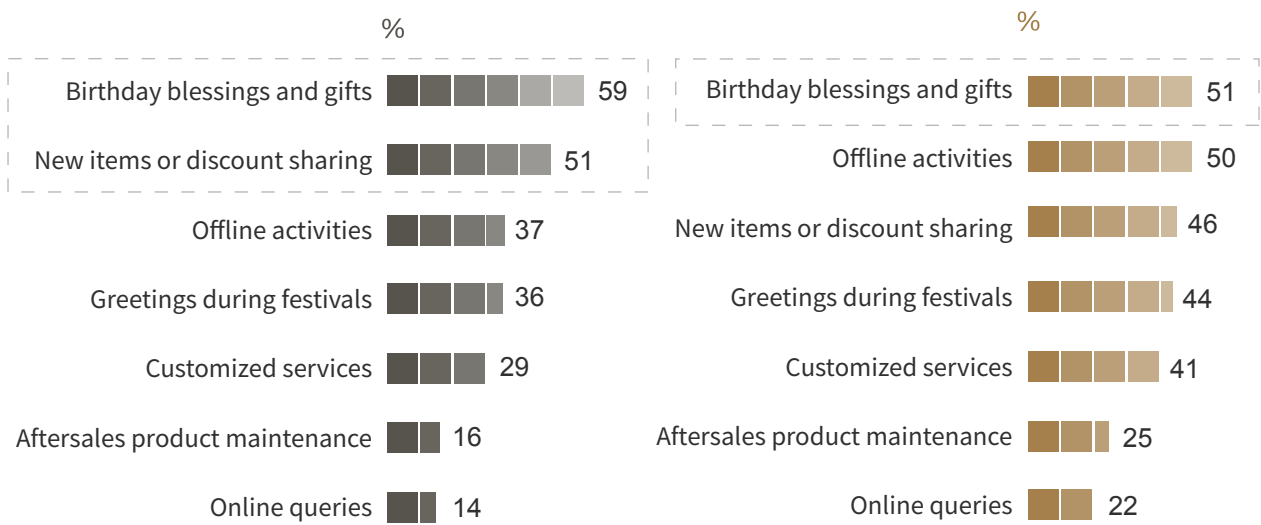 %
Birthday blessings and gifts 59
New items or discount sharing 51
Offline activities 37
Greetings during festivals 36
Customized services 29
Aftersales product maintenance 16
Online queries 14
%
Birthday blessings and gifts 51
Offline activities 50
New items or discount sharing 46
Greetings during festivals 44
Customized services 41
Aftersales product maintenance 25
Online queries 22